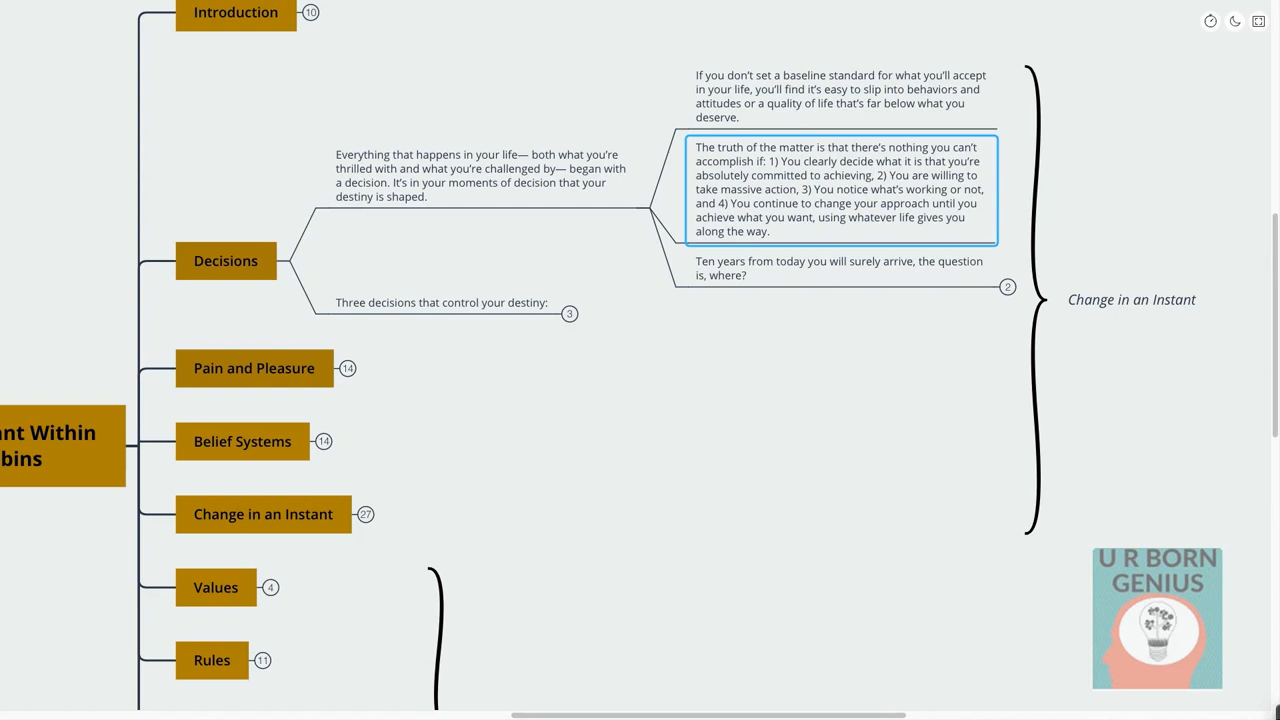 Introduction
10
If you don’t set a baseline standard for what you’ll accept
in your life, you’ll find it’s easy to slip into behaviors and
attitudes or a quality of life that’s far below what you
deserve.
Everything that happens in your life— both what you’re
thrilled with and what you’re challenged by— began with
a decision. It’s in your moments of decision that your
destiny is shaped.
The truth of the matter is that there’s nothing you can’t
accomplish if: 1) You clearly decide what it is that you’re
absolutely committed to achieving, 2) You are willing to
take massive action, 3) You notice what’s working or not,
and 4) You continue to change your approach until you
achieve what you want, using whatever life gives you
along the way.
Decisions
Ten years from today you will surely arrive, the question
is, where?
2
Three decisions that control your destiny:
3
Change in an Instant
Pain and Pleasure
14
ant Within
bins
Belief Systems
14
Change in an Instant
27
Values
4
Rules
11
U R BORN
GENIUS